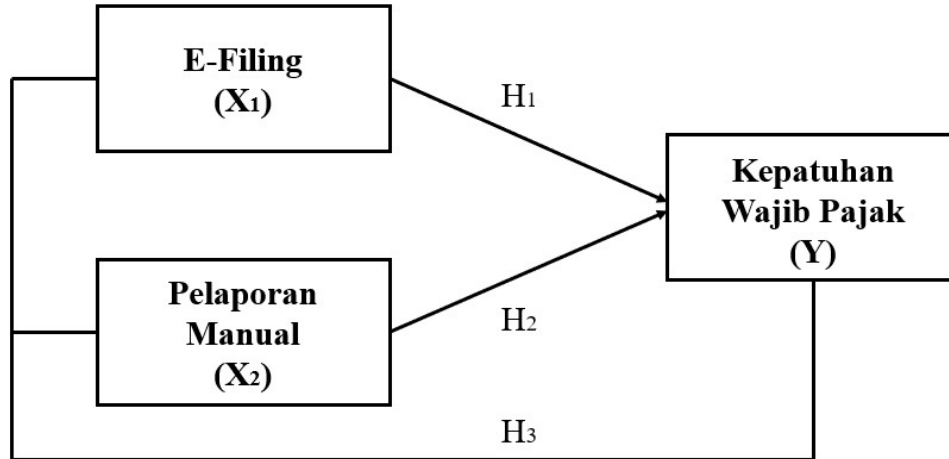 E-Filing
(X₁)
H₁
Kepatuhan
Wajib Pajak
(Y)
Pelaporan
Manual
(X₂)
H₂
H₃